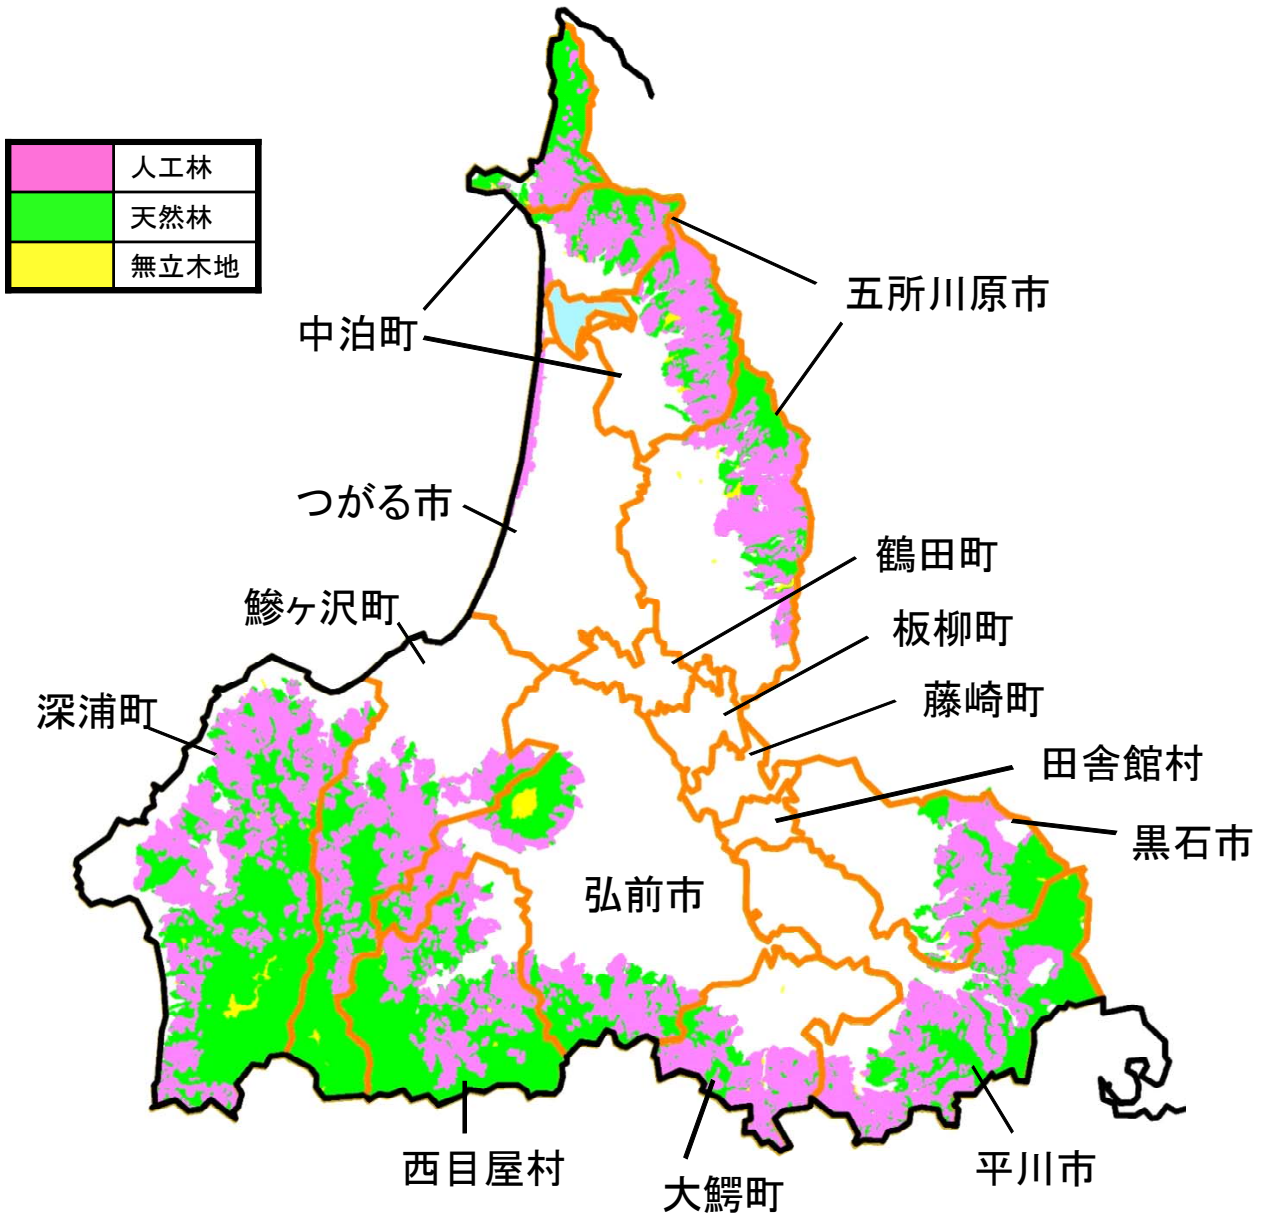 人工林
天然林
無立木地
五所川原市
中泊町
つがる市
鶴田町
鰺ヶ沢町
板柳町
藤崎町
深浦町
田舎館村
黒石市
弘前市
西目屋村
平川市
大鰐町